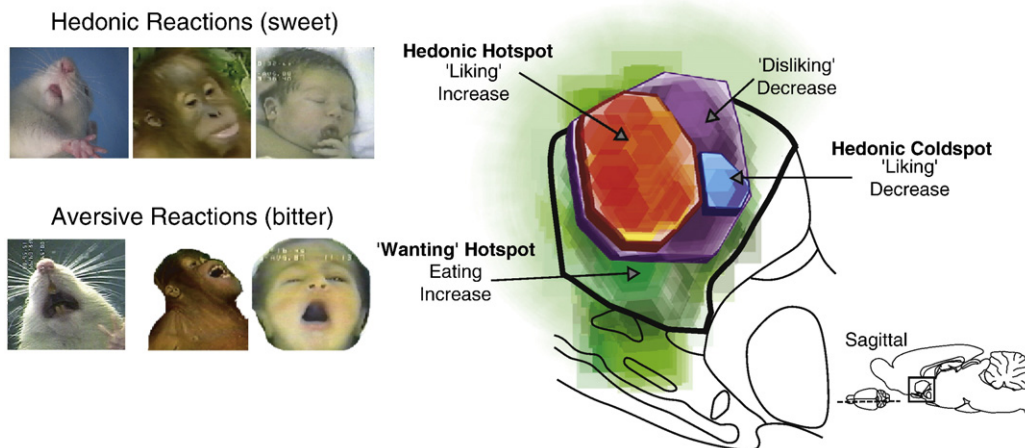 Hedonic Reactions (sweet)
Aversive Reactions (bitter)
Hedonic Hotspot
'Liking'
Increase
'Disliking'
Decrease
Hedonic Coldspot
'Liking'
Decrease
'Wanting' Hotspot
Eating
Increase
Sagittal